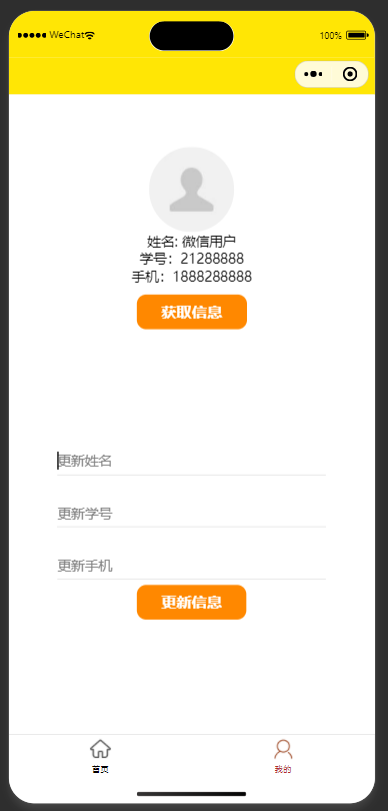 WeChat
100%
姓名: 微信用户
学号：21288888
手机：1888288888
获取信息
更新姓名
更新学号
更新手机
更新信息
首页
我的